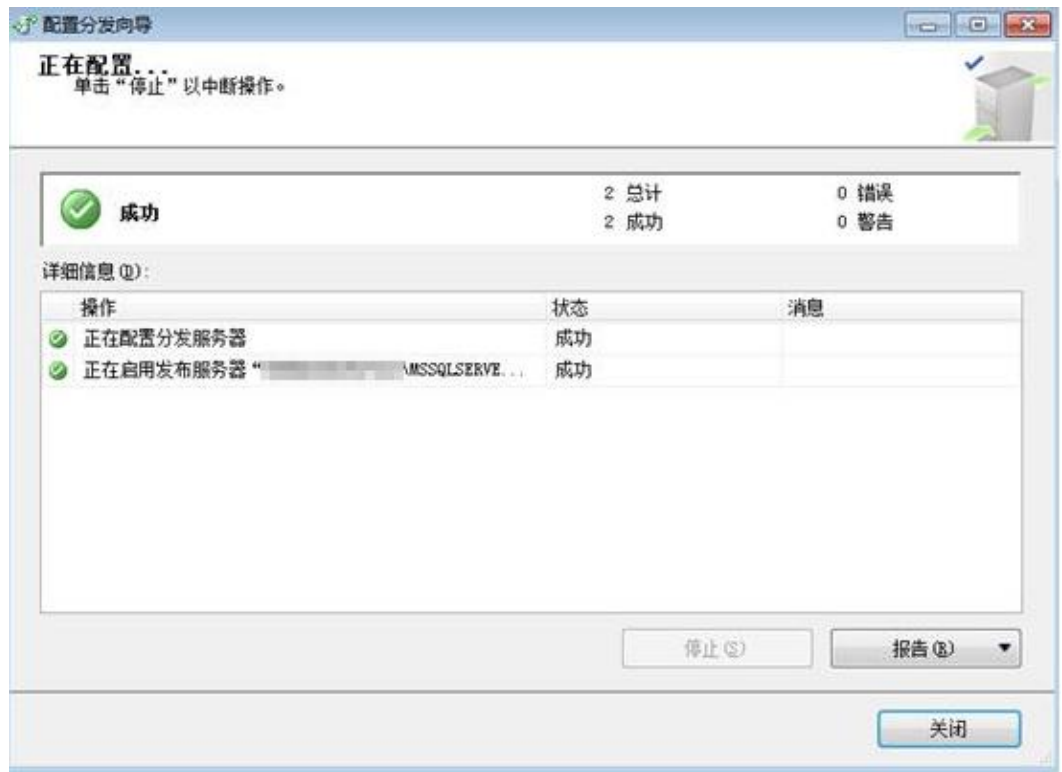 配置分发向导
正在配置...
单击“停止”以中断操作。
成功
2 总计
0 错误
2 成功
0 警告
详细信息(D):
操作 状态 消息
正在配置分发服务器 成功
正在启用发布服务器“ \MSSQLSERVE... 成功
停止(S) 报告(R)
关闭